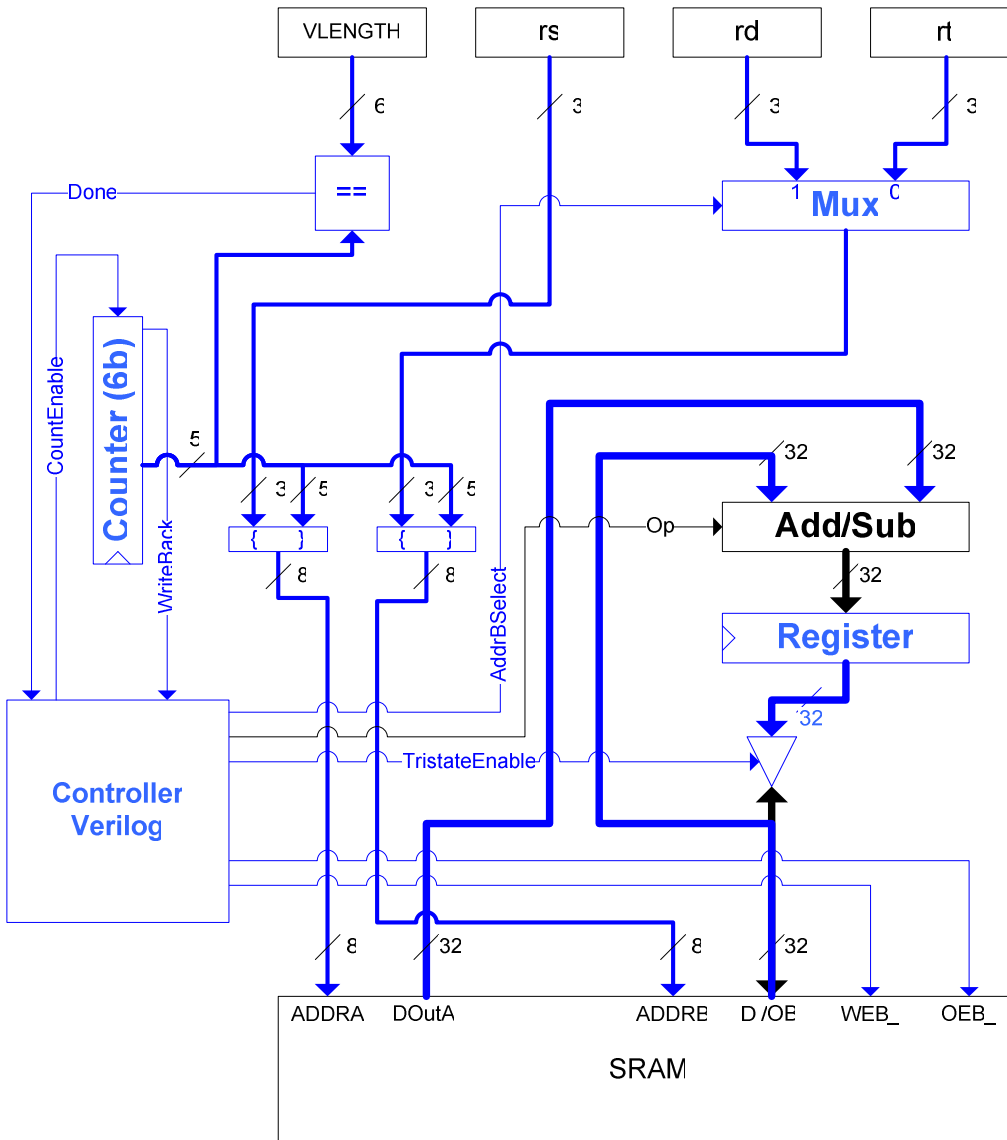 VLENGTH
rs
rd
rt
6
3
3
3
Done
==
1
Mux
0
CountEnable
Counter (6b)
WriteBack
5
3
5
3
5
AddrBSelect
32
32
Op
Add/Sub
{ }
{ }
8
8
32
Register
32
TristateEnable
Controller
Verilog
8
32
8
32
ADDRA
DOutA
ADDRB
D /OB
WEB_
OEB_
SRAM